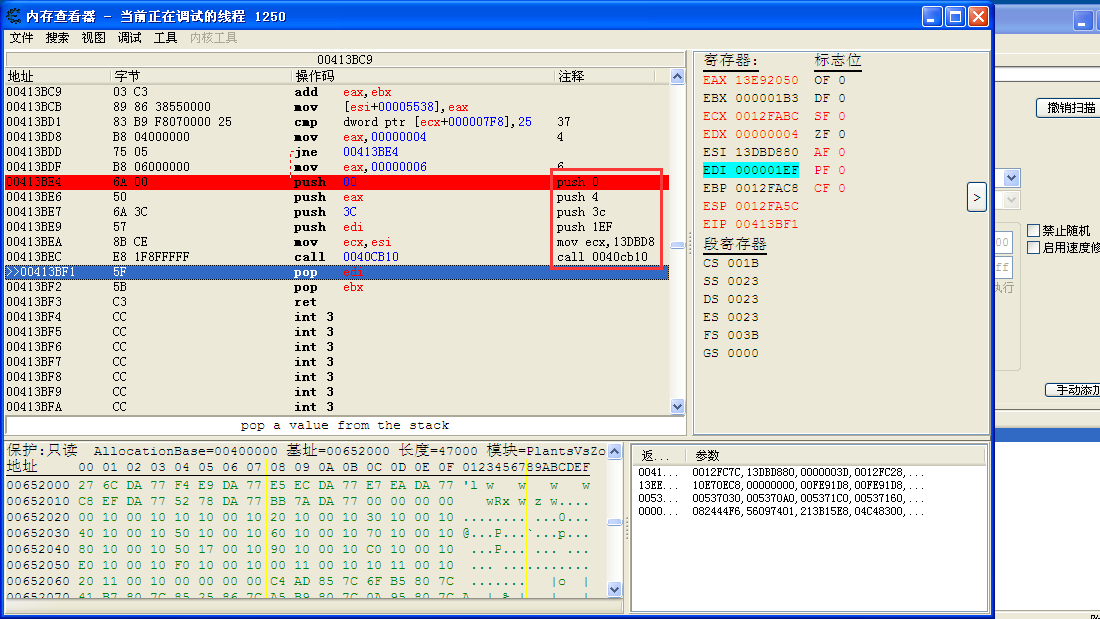 内存查看器 - 当前正在调试的线程 1250
文件 搜索 视图 调试 工具 内核工具
00413BC9
地址 字节 操作码 注释
00413BC9 03 C3 add eax,ebx
00413BCB 89 86 38550000 mov [esi+00005538],eax
00413BD1 83 B9 F8070000 25 cmp dword ptr [ecx+000007F8],25 37
00413BD8 B8 04000000 mov eax,00000004 4
00413BDD 75 05 jne 00413BE4
00413BDF B8 06000000 mov eax,00000006 6
00413BE4 6A 00 push 00 push 0
00413BE6 50 push eax push 4
00413BE7 6A 3C push 3C push 3c
00413BE9 57 push edi push 1EF
00413BEA 8B CE mov ecx,esi mov ecx,13DBD8
00413BEC E8 1F8FFFFF call 0040CB10 call 0040cb10
>>00413BF1 5F pop edi
00413BF2 5B pop ebx
00413BF3 C3 ret
00413BF4 CC int 3
00413BF5 CC int 3
00413BF6 CC int 3
00413BF7 CC int 3
00413BF8 CC int 3
00413BF9 CC int 3
00413BFA CC int 3
pop a value from the stack
寄存器: 标志位
EAX 13E92050 OF 0
EBX 000001B3 DF 0
ECX 0012FABC SF 0
EDX 00000004 ZF 0
ESI 13DBD880 AF 0
EDI 000001EF PF 0
EBP 0012FAC8 CF 0
ESP 0012FA5C
EIP 00413BF1
段寄存器
CS 001B
SS 0023
DS 0023
ES 0023
FS 003B
GS 0000
>
保护:只读 AllocationBase=00400000 基址=00652000 长度=47000 模块=PlantsVsZo
地址 00 01 02 03 04 05 06 07 08 09 0A 0B 0C 0D 0E 0F 0123456789ABCDEF
00652000 27 6C DA 77 F4 E9 DA 77 E5 EC DA 77 E7 EA DA 77 'l w w w w
00652010 C8 EF DA 77 52 78 DA 77 BB 7A DA 77 00 00 00 00 wRx w z w....
00652020 00 10 00 10 10 10 00 10 20 10 00 10 30 10 00 10 ........ ...0...
00652030 40 10 00 10 50 10 00 10 60 10 00 10 70 10 00 10 @...P...`...p...
00652040 80 10 00 10 50 17 00 10 90 10 00 10 C0 10 00 10 ...P... ... ...
00652050 E0 10 00 10 F0 10 00 10 00 11 00 10 10 11 00 10
00652060 20 11 00 10 00 00 00 00 C4 AD 85 7C 6F B5 80 7C ....... |o |
返... 参数
0041... 0012FC7C,13DBD880,0000003D,0012FC28,...
13EE... 10E70EC8,00000000,00FE91D8,00FE91D8,...
0053... 00537030,005370A0,005371C0,00537160,...
0000... 082444F6,56097401,213B15E8,04C48300,...
撤销扫描
禁止随机
启用速度修
执行
手动添加